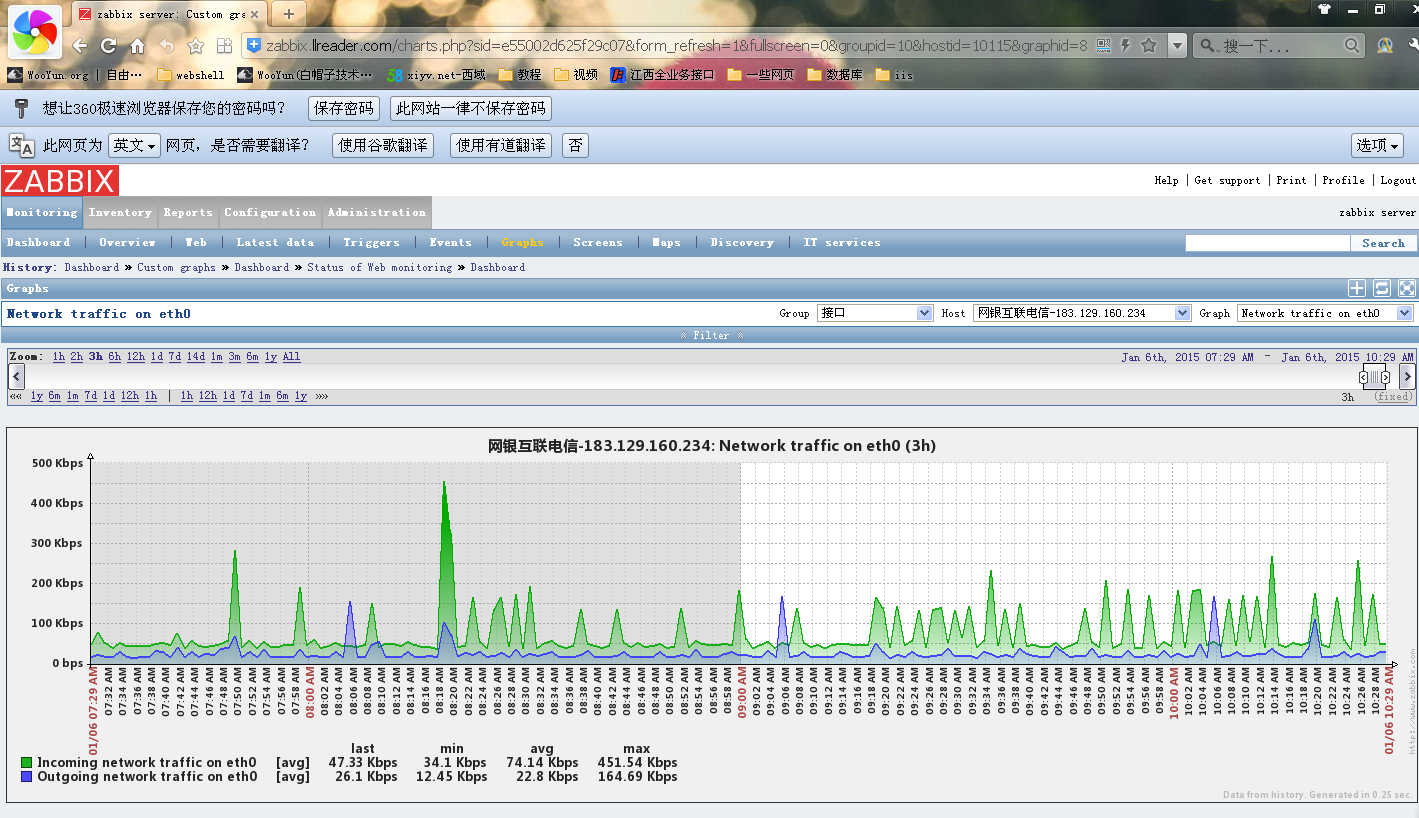 zabbix server: Custom gra
zabbix.llreader.com/charts.php?sid=e55002d625f29c07&form_refresh=1&fullscreen=0&groupid=10&hostid=10115&graphid=8 搜一下...
WooYun.org | 自由… webshell WooYun(白帽子技术… 58 xiyv.net-西域 教程 视频 江西全业务接口 一些网页 数据库 iis
想让360极速浏览器保存您的密码吗？ 保存密码 此网站一律不保存密码
此网页为 英文 网页，是否需要翻译？ 使用谷歌翻译 使用有道翻译 否 选项
ZABBIX
Help | Get support | Print | Profile | Logout
Monitoring Inventory Reports Configuration Administration zabbix server
Dashboard | Overview | Web | Latest data | Triggers | Events | Graphs | Screens | Maps | Discovery | IT services Search
History: Dashboard » Custom graphs » Dashboard » Status of Web monitoring » Dashboard
Graphs
Network traffic on eth0 Group 接口 Host 网银互联电信-183.129.160.234 Graph Network traffic on eth0
Filter
Zoom: 1h 2h 3h 6h 12h 1d 7d 14d 1m 3m 6m 1y All Jan 6th, 2015 07:29 AM - Jan 6th, 2015 10:29 AM
«« 1y 6m 1m 7d 1d 12h 1h | 1h 12h 1d 7d 1m 6m 1y »» 3h (fixed)
网银互联电信-183.129.160.234: Network traffic on eth0 (3h)
500 Kbps
400 Kbps
300 Kbps
200 Kbps
100 Kbps
0 bps
01/06 07:29 AM 07:32 AM 07:34 AM 07:36 AM 07:38 AM 07:40 AM 07:42 AM 07:44 AM 07:46 AM 07:48 AM 07:50 AM 07:52 AM 07:54 AM 07:56 AM 07:58 AM 08:00 AM 08:02 AM 08:04 AM 08:06 AM 08:08 AM 08:10 AM 08:12 AM 08:14 AM 08:16 AM 08:18 AM 08:20 AM 08:22 AM 08:24 AM 08:26 AM 08:28 AM 08:30 AM 08:32 AM 08:34 AM 08:36 AM 08:38 AM 08:40 AM 08:42 AM 08:44 AM 08:46 AM 08:48 AM 08:50 AM 08:52 AM 08:54 AM 08:56 AM 08:58 AM 09:00 AM 09:02 AM 09:04 AM 09:06 AM 09:08 AM 09:10 AM 09:12 AM 09:14 AM 09:16 AM 09:18 AM 09:20 AM 09:22 AM 09:24 AM 09:26 AM 09:28 AM 09:30 AM 09:32 AM 09:34 AM 09:36 AM 09:38 AM 09:40 AM 09:42 AM 09:44 AM 09:46 AM 09:48 AM 09:50 AM 09:52 AM 09:54 AM 09:56 AM 09:58 AM 10:00 AM 10:02 AM 10:04 AM 10:06 AM 10:08 AM 10:10 AM 10:12 AM 10:14 AM 10:16 AM 10:18 AM 10:20 AM 10:22 AM 10:24 AM 10:26 AM 10:28 AM 01/06 10:29 AM
http://www.zabbix.com
last min avg max
Incoming network traffic on eth0 [avg] 47.33 Kbps 34.1 Kbps 74.14 Kbps 451.54 Kbps
Outgoing network traffic on eth0 [avg] 26.1 Kbps 12.45 Kbps 22.8 Kbps 164.69 Kbps
Data from history. Generated in 0.25 sec.